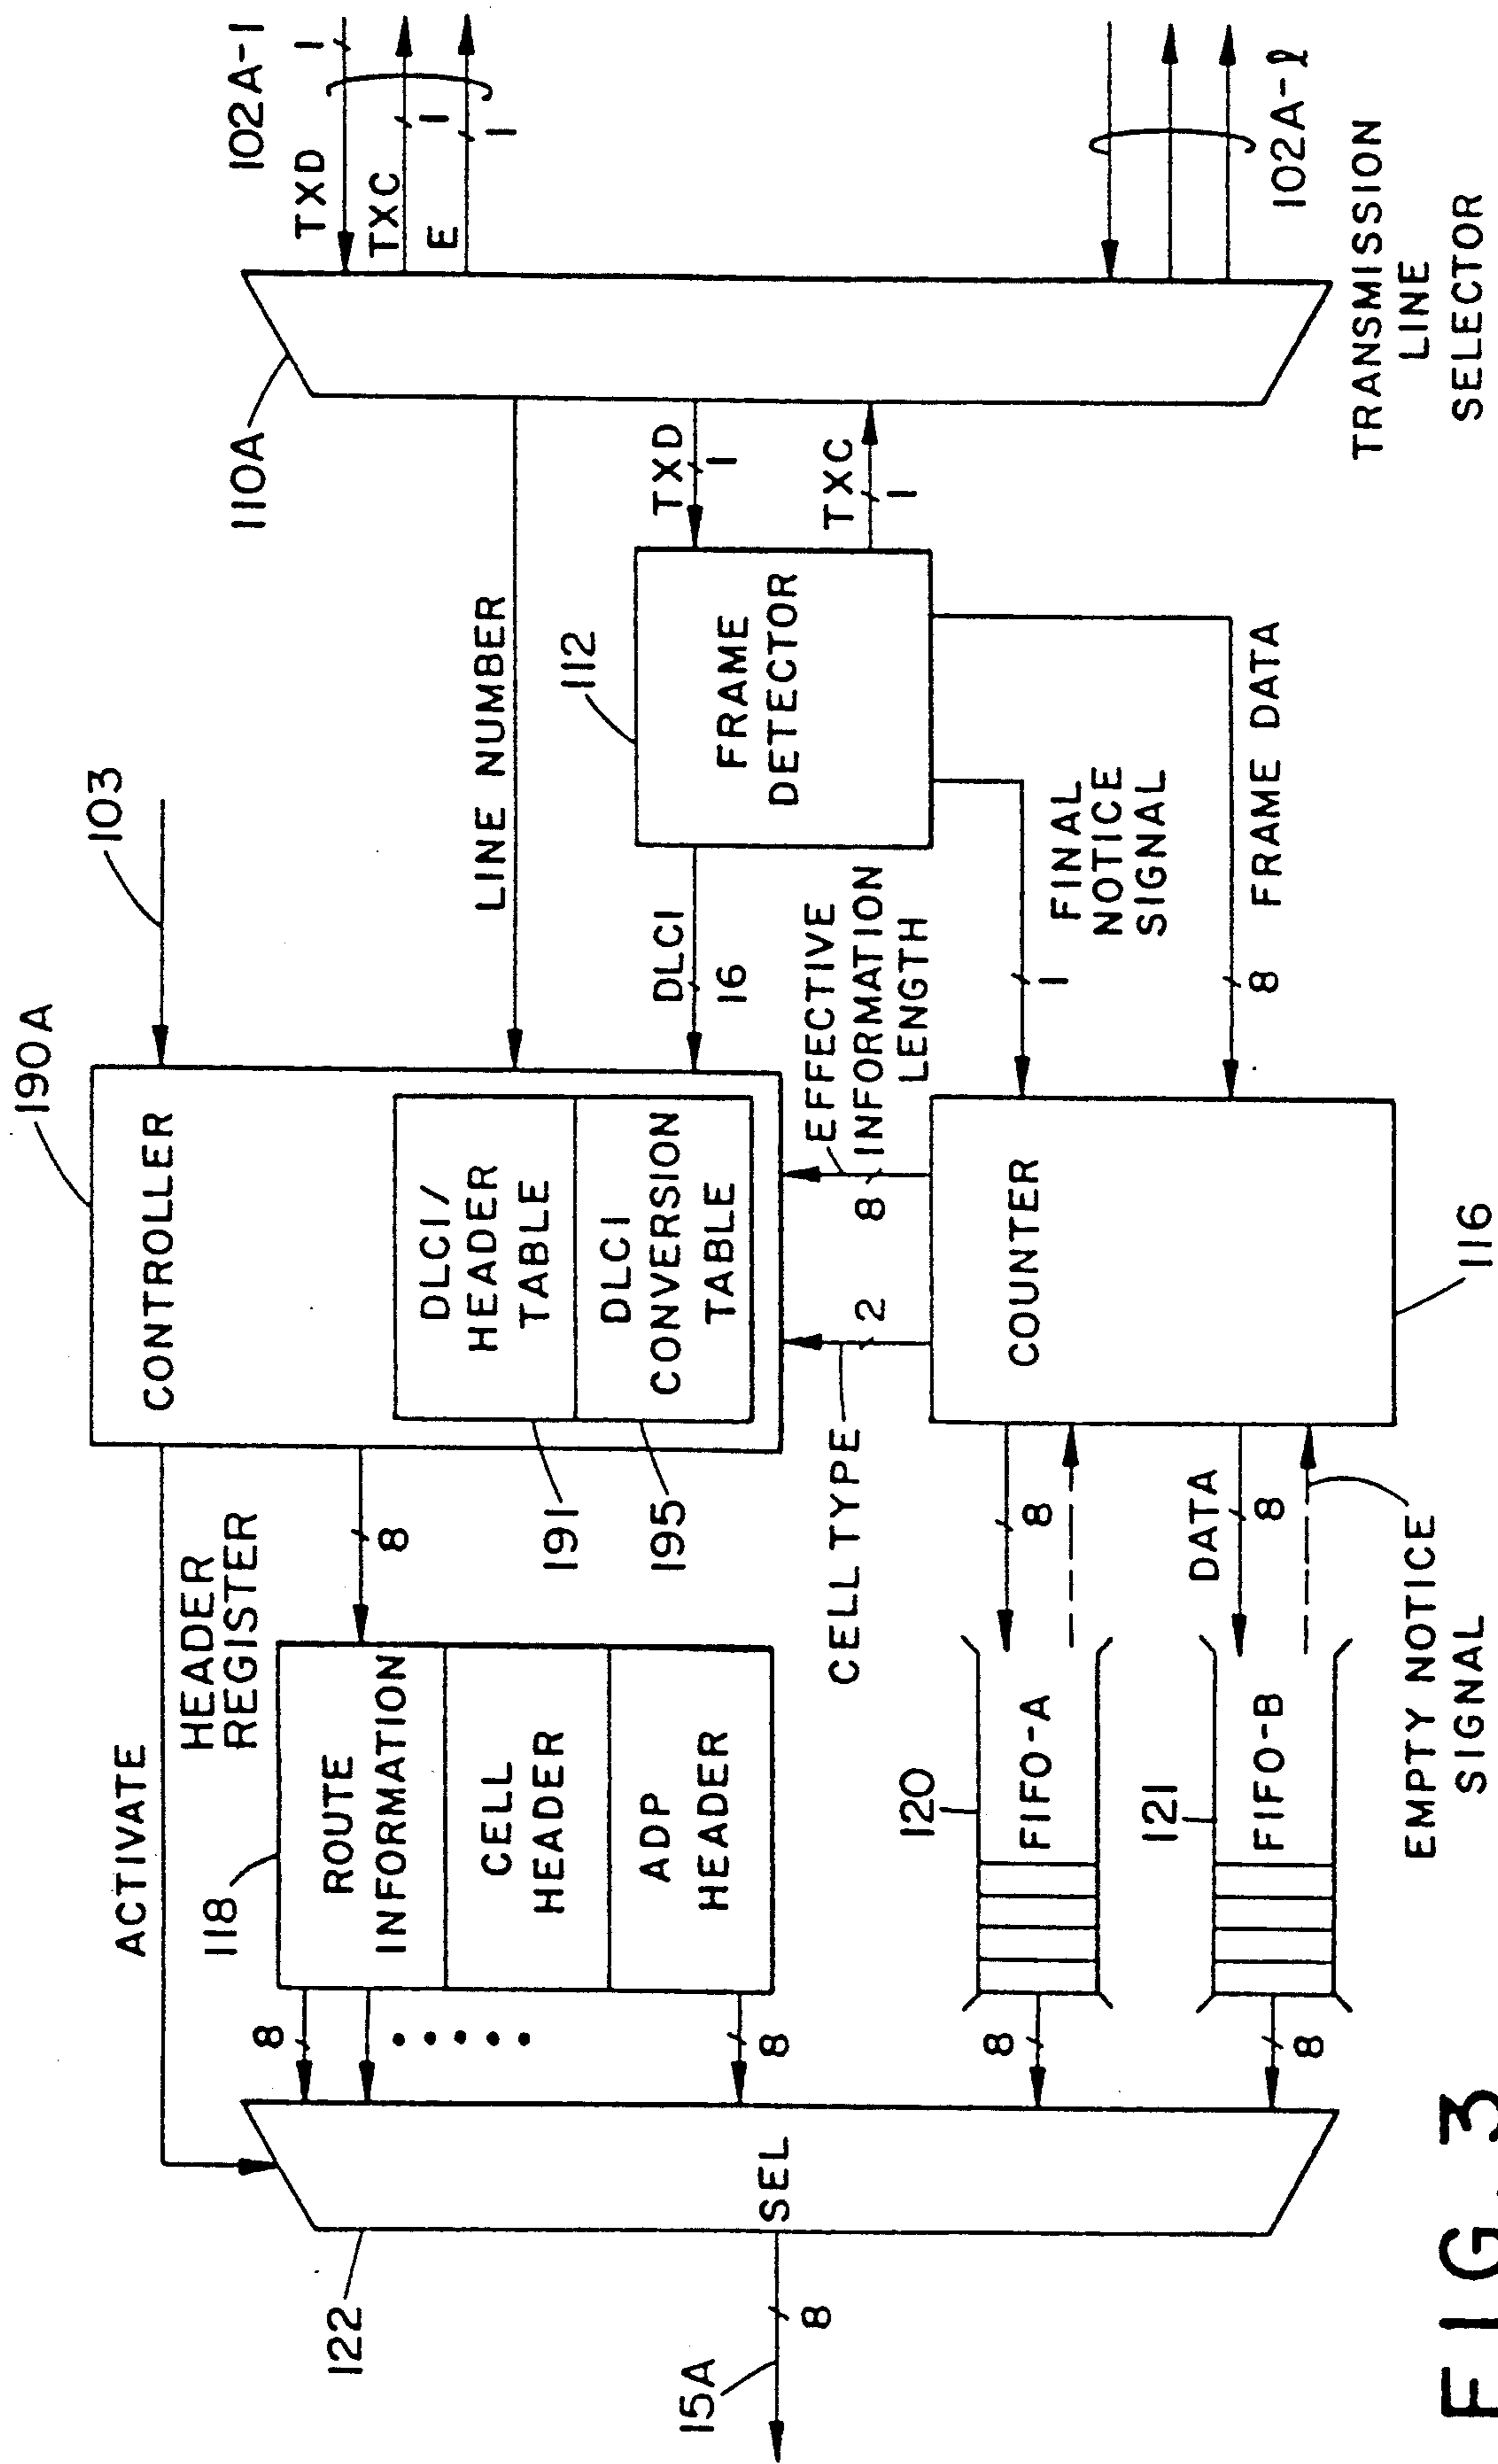 190A
103
CONTROLLER
ACTIVATE
HEADER
REGISTER
8
DLCI/
HEADER
TABLE
DLCI
CONVERSION
TABLE
191
195
LINE NUMBER
DLCI
16
112
FRAME
DETECTOR
TXD
1
TXC
1
110A
102A-1
TXD
1
TXC
1
E
1
102A-ℓ
TRANSMISSION
LINE
SELECTOR
118
ROUTE
INFORMATION
CELL
HEADER
ADP
HEADER
8
8
122
SEL
15A
8
CELL TYPE
2
8
EFFECTIVE
INFORMATION
LENGTH
FINAL
NOTICE
SIGNAL
1
FRAME DATA
8
COUNTER
116
8
DATA
8
EMPTY NOTICE
SIGNAL
120
FIFO-A
8
121
FIFO-B
8
FIG. 3